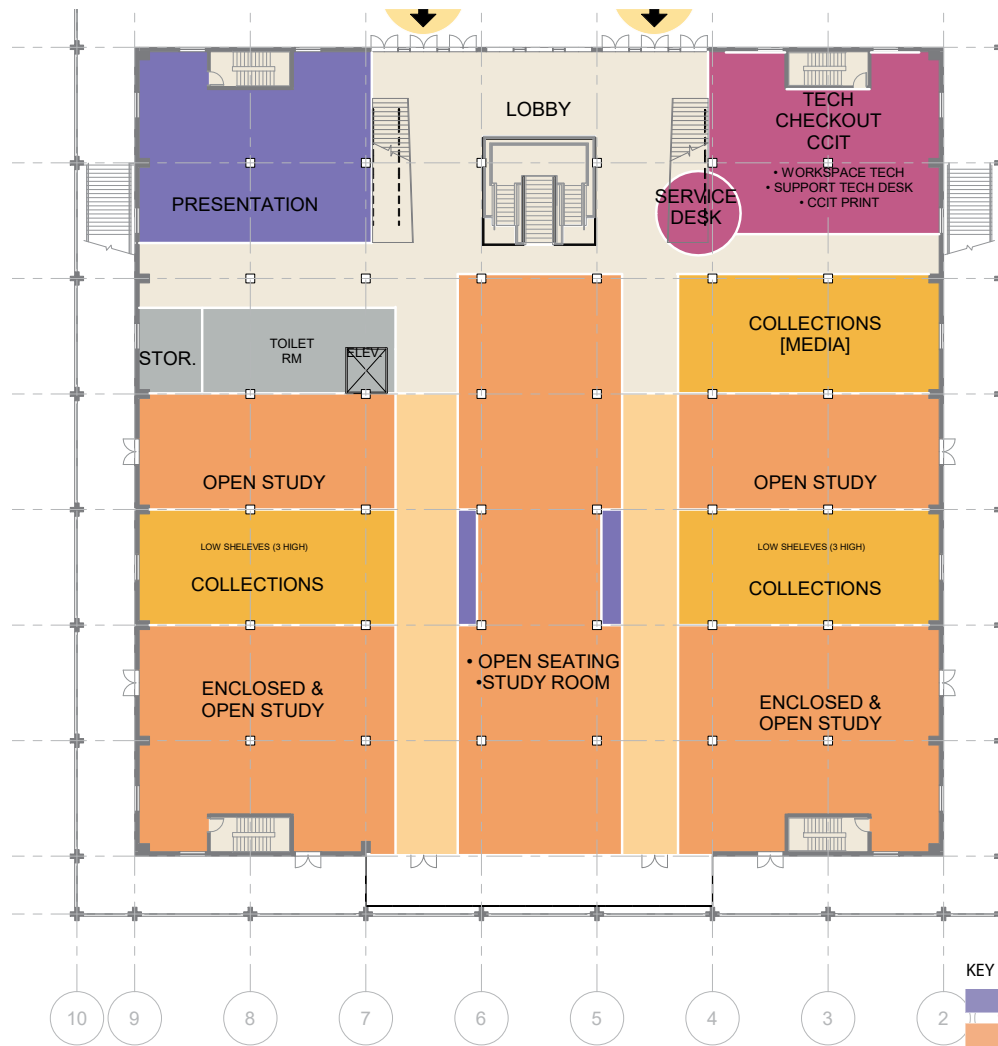 LOBBY
TECH
CHECKOUT
CCIT
• WORKSPACE TECH
• SUPPORT TECH DESK
• CCIT PRINT
PRESENTATION
SERVICE
DESK
STOR.
TOILET
RM
ELEV.
COLLECTIONS
[MEDIA]
OPEN STUDY
OPEN STUDY
LOW SHELEVES (3 HIGH)
COLLECTIONS
LOW SHELEVES (3 HIGH)
COLLECTIONS
• OPEN SEATING
•STUDY ROOM
ENCLOSED &
OPEN STUDY
ENCLOSED &
OPEN STUDY
KEY
10 9 8 7 6 5 4 3 2